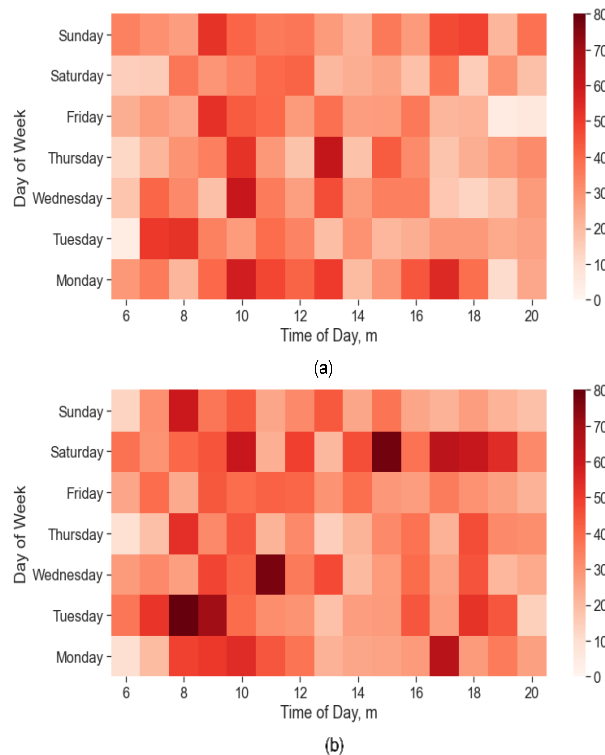 Day of Week
Sunday
Saturday
Friday
Thursday
Wednesday
Tuesday
Monday
6 8 10 12 14 16 18 20
Time of Day, m
80
70
60
50
40
30
20
10
0
(a)
Day of Week
Sunday
Saturday
Friday
Thursday
Wednesday
Tuesday
Monday
6 8 10 12 14 16 18 20
Time of Day, m
80
70
60
50
40
30
20
10
0
(b)